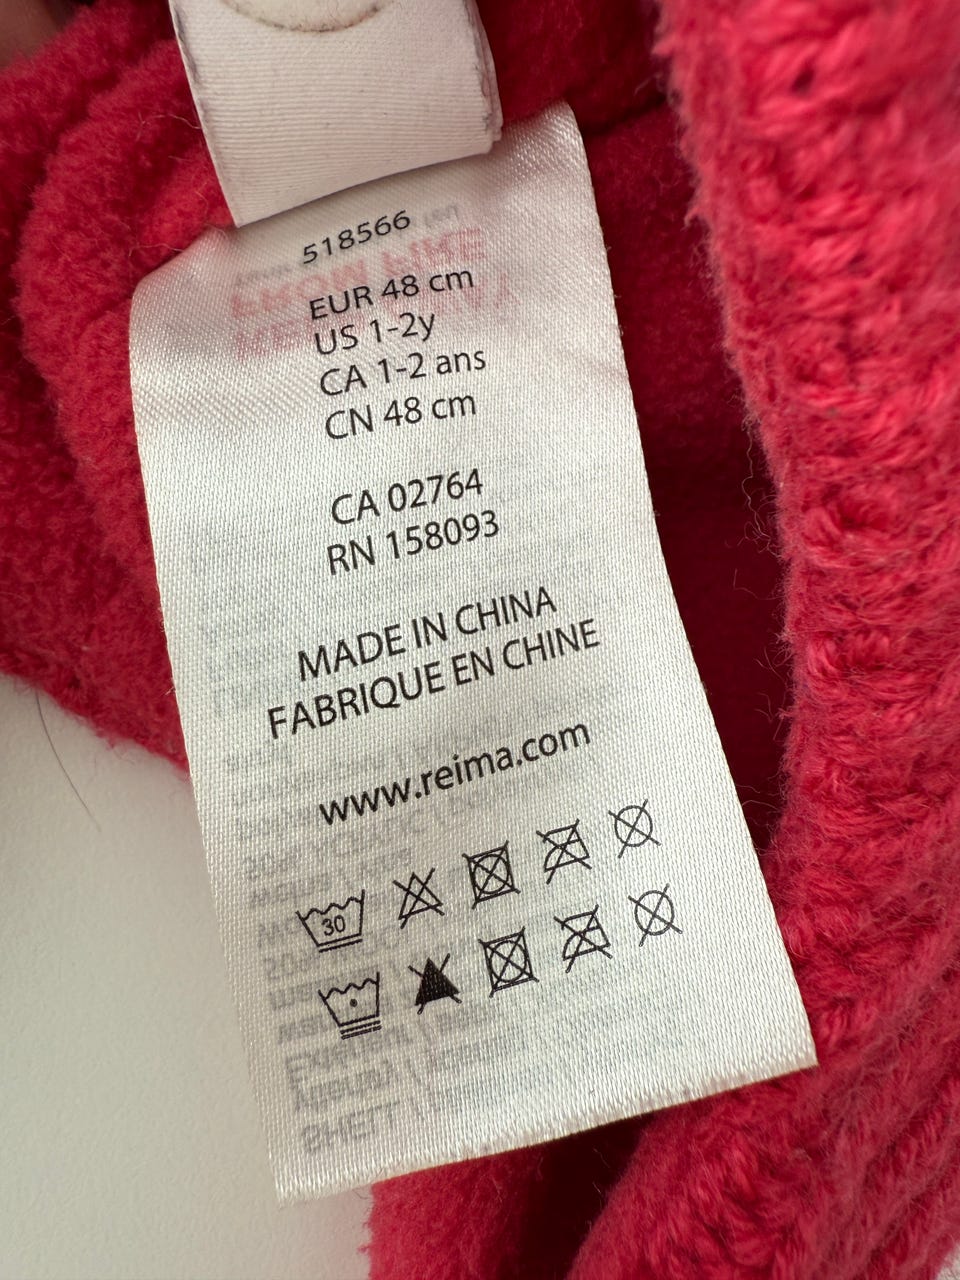 518566
EUR 48 cm
US 1-2y
CA 1-2 ans
CN 48 cm
CA 02764
RN 158093
MADE IN CHINA
FABRIQUE EN CHINE
www.reima.com
30